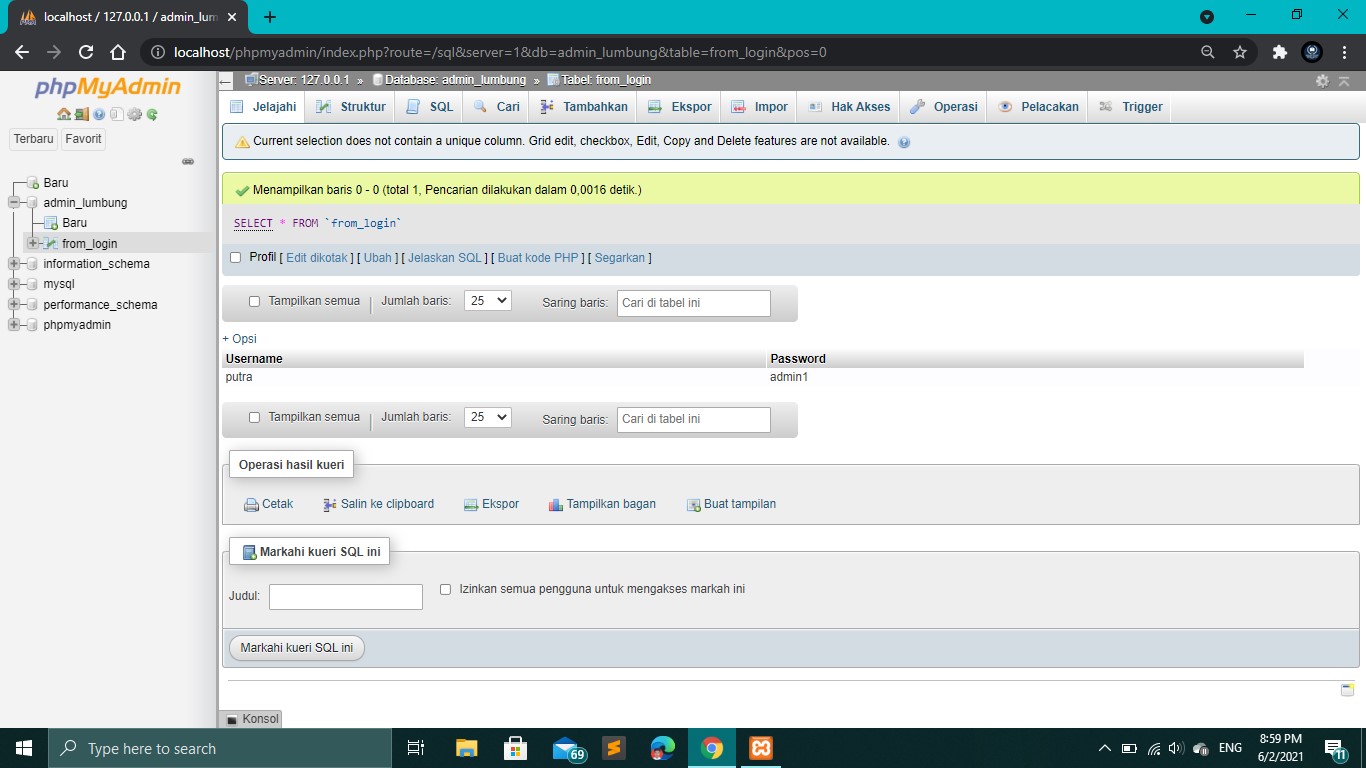 localhost / 127.0.0.1 / admin_lum
localhost/phpmyadmin/index.php?route=/sql&server=1&db=admin_lumbung&table=from_login&pos=0
phpMyAdmin
Terbaru Favorit
Baru
admin_lumbung
Baru
from_login
information_schema
mysql
performance_schema
phpmyadmin
Server: 127.0.0.1 » Database: admin_lumbung » Tabel: from_login
Jelajahi Struktur SQL Cari Tambahkan Ekspor Impor Hak Akses Operasi Pelacakan Trigger
Current selection does not contain a unique column. Grid edit, checkbox, Edit, Copy and Delete features are not available.
Menampilkan baris 0 - 0 (total 1, Pencarian dilakukan dalam 0,0016 detik.)
SELECT * FROM `from_login`
Profil [ Edit dikotak ] [ Ubah ] [ Jelaskan SQL ] [ Buat kode PHP ] [ Segarkan ]
Tampilkan semua | Jumlah baris: 25 Saring baris: Cari di tabel ini
+ Opsi
Username Password
putra admin1
Tampilkan semua | Jumlah baris: 25 Saring baris: Cari di tabel ini
Operasi hasil kueri
Cetak Salin ke clipboard Ekspor Tampilkan bagan Buat tampilan
Markahi kueri SQL ini
Judul: Izinkan semua pengguna untuk mengakses markah ini
Markahi kueri SQL ini
Konsol
Type here to search
69
ENG
8:59 PM
6/2/2021
11